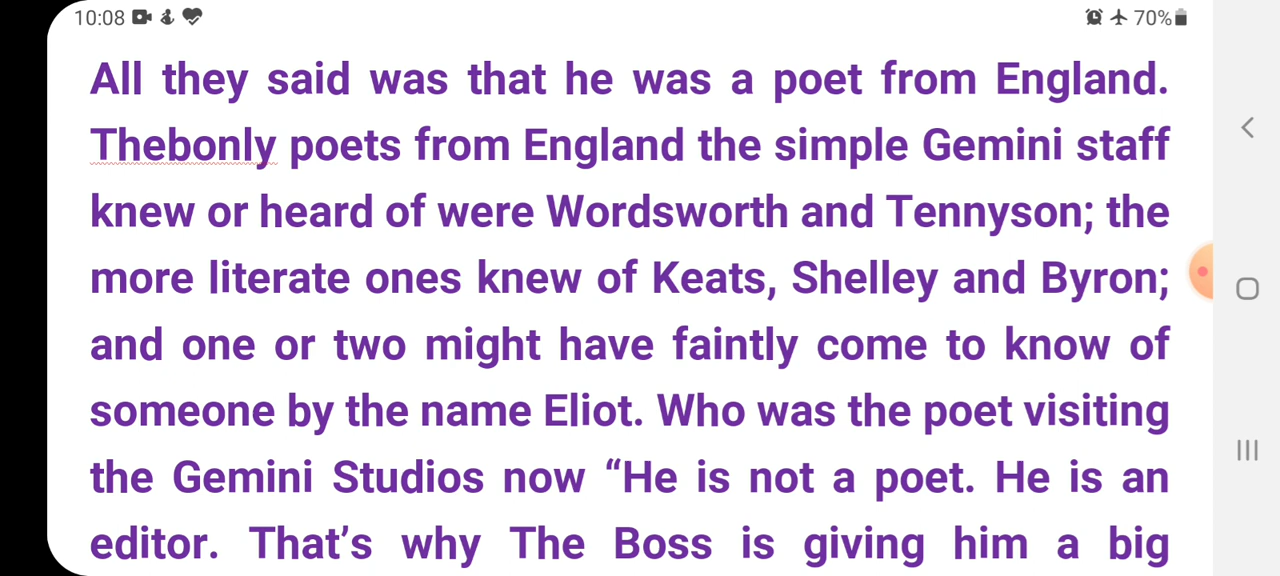 10:08
70%
All they said was that he was a poet from England.
Thebonly poets from England the simple Gemini staff
knew or heard of were Wordsworth and Tennyson; the
more literate ones knew of Keats, Shelley and Byron;
and one or two might have faintly come to know of
someone by the name Eliot. Who was the poet visiting
the Gemini Studios now “He is not a poet. He is an
editor. That’s why The Boss is giving him a big